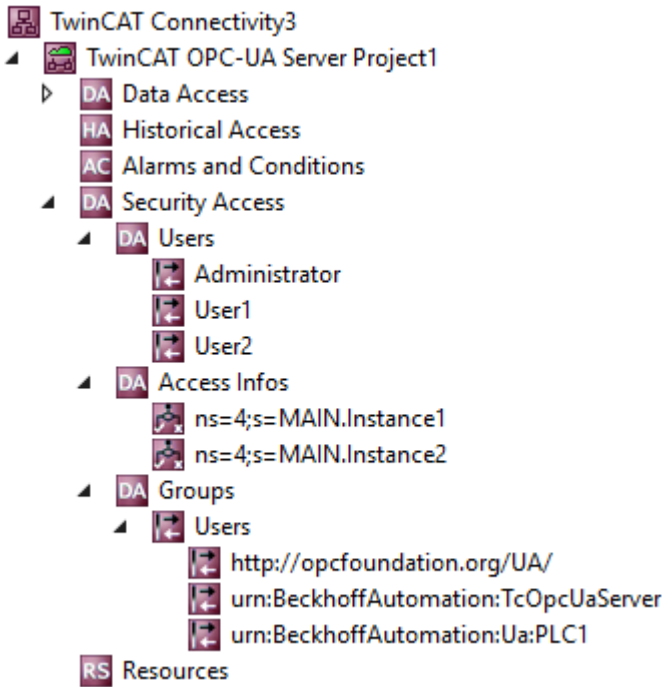 TwinCAT Connectivity3
TwinCAT OPC-UA Server Project1
DA Data Access
HA Historical Access
AC Alarms and Conditions
DA Security Access
DA Users
Administrator
User1
User2
DA Access Infos
ns=4;s=MAIN.Instance1
ns=4;s=MAIN.Instance2
DA Groups
Users
http://opcfoundation.org/UA/
urn:BeckhoffAutomation:TcOpcUaServer
urn:BeckhoffAutomation:Ua:PLC1
RS Resources